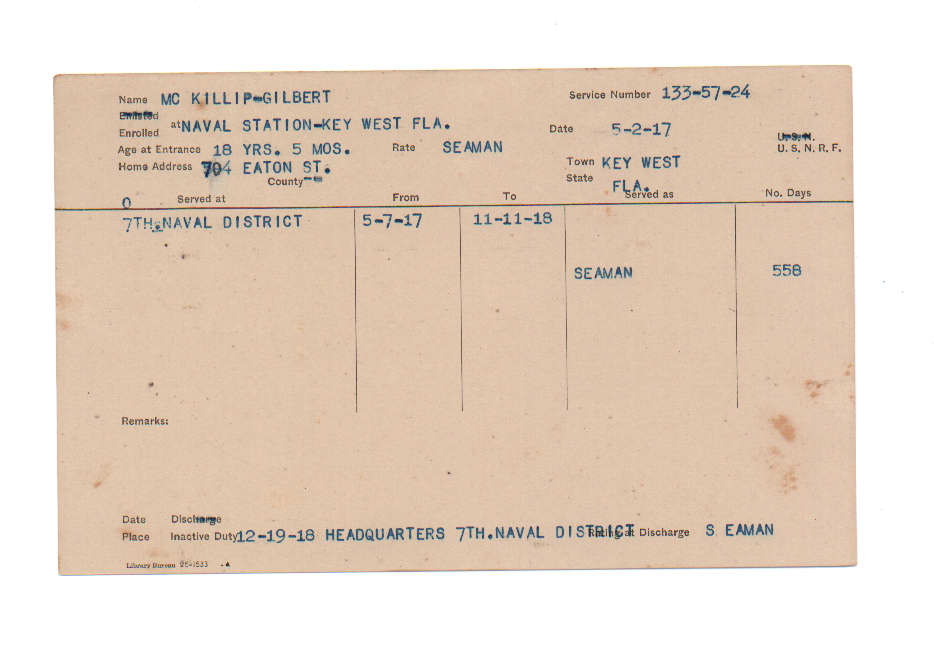 Name MC KILLIP-GILBERT Service Number 133-57-24
Enlisted
Enrolled at NAVAL STATION-KEY WEST FLA. Date 5-2-17 U.S.N.
Age at Entrance 18 YRS. 5 MOS. Rate SEAMAN U. S. N. R. F.
Home Address 704 EATON ST. Town KEY WEST
County -- State FLA.
0 Served at From To Served as No. Days
7TH.NAVAL DISTRICT 5-7-17 11-11-18
SEAMAN 558
Remarks:
Date Discharge
Place Inactive Duty 12-19-18 HEADQUARTERS 7TH.NAVAL DISTRICT Rating at Discharge S EAMAN
Library Bureau 25-1533